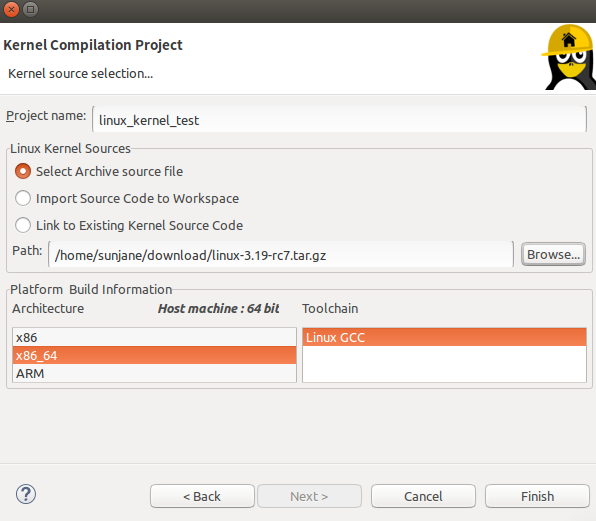 Kernel Compilation Project
Kernel source selection...
Project name: linux_kernel_test
Linux Kernel Sources
Select Archive source file
Import Source Code to Workspace
Link to Existing Kernel Source Code
Path: /home/sunjane/download/linux-3.19-rc7.tar.gz Browse...
Platform Build Information
Architecture Host machine : 64 bit Toolchain
x86 Linux GCC
x86_64
ARM
? < Back Next > Cancel Finish